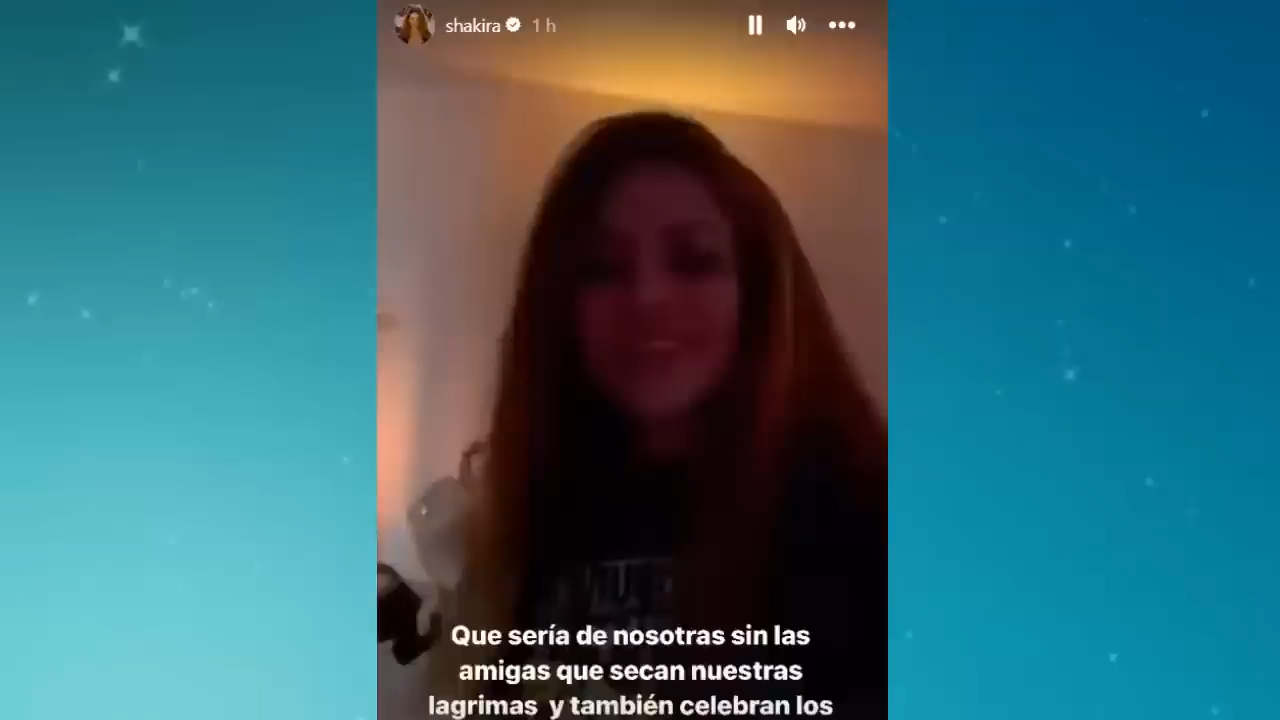 shakira 1 h
Que sería de nosotras sin las
amigas que secan nuestras
lagrimas y también celebran los